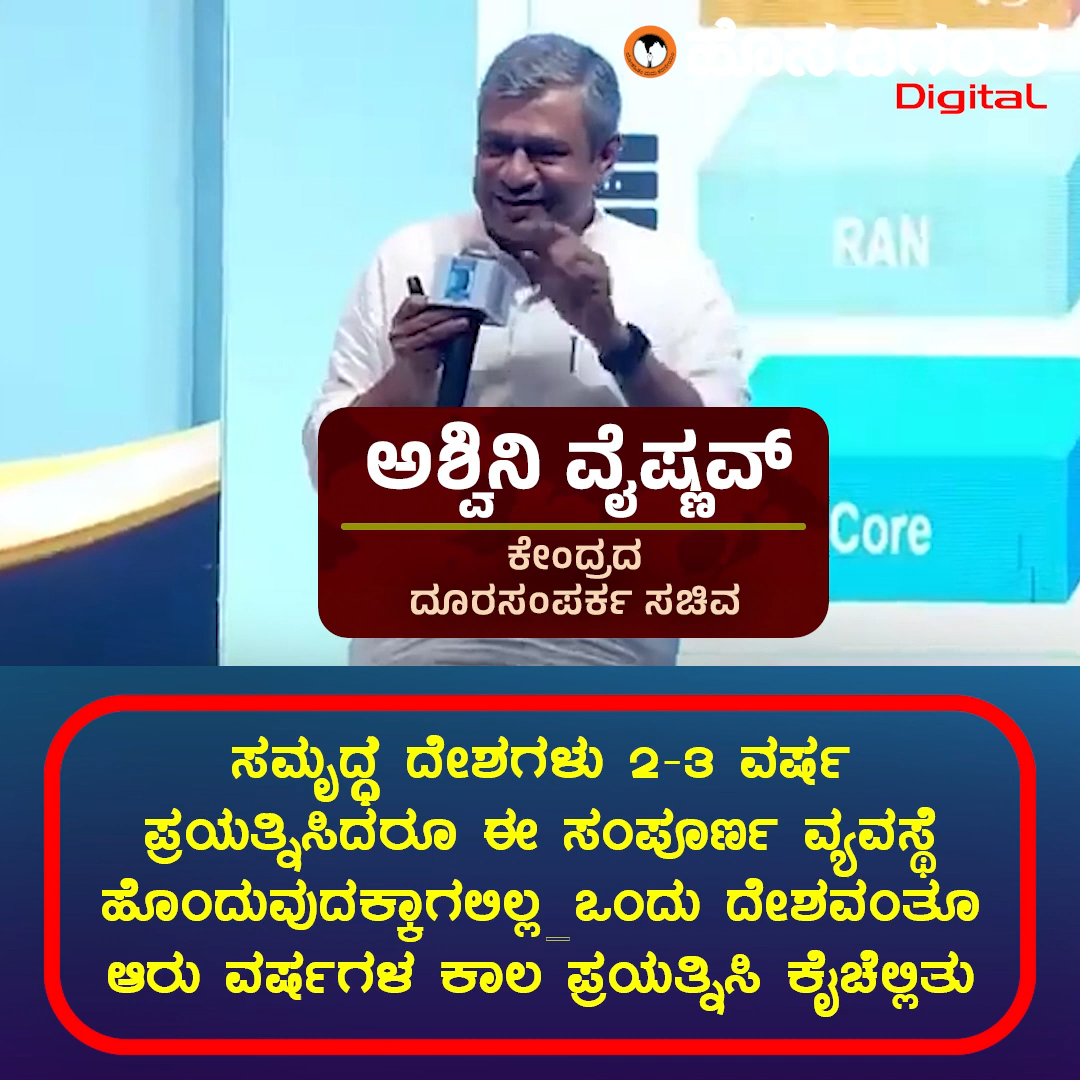 ಹೊಸ ದಿಗಂತ
Digital
RAN
Core
ಅಶ್ವಿನಿ ವೈಷ್ಣವ್
ಕೇಂದ್ರದ
ದೂರಸಂಪರ್ಕ ಸಚಿವ
ಸಮೃದ್ಧ ದೇಶಗಳು 2-3 ವರ್ಷ
ಪ್ರಯತ್ನಿಸಿದರೂ ಈ ಸಂಪೂರ್ಣ ವ್ಯವಸ್ಥೆ
ಹೊಂದುವುದಕ್ಕಾಗಲಿಲ್ಲ_ಒಂದು ದೇಶವಂತೂ
ಆರು ವರ್ಷಗಳ ಕಾಲ ಪ್ರಯತ್ನಿಸಿ ಕೈಚೆಲ್ಲಿತು